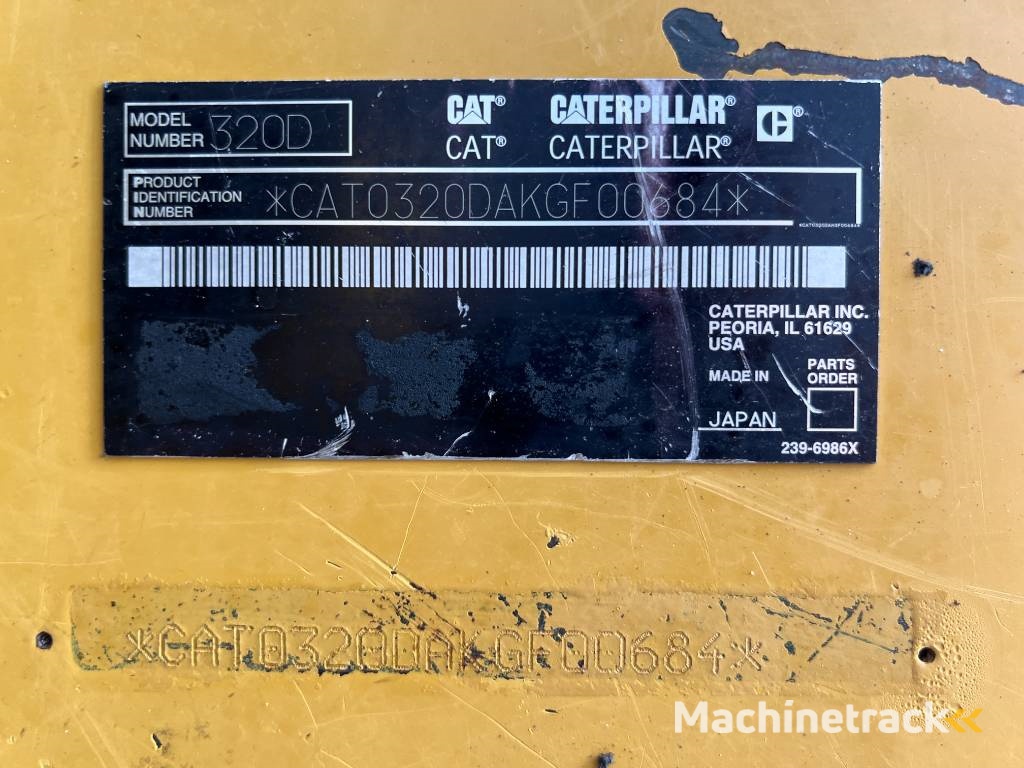 MODEL NUMBER 320D
CAT® CATERPILLAR® C®
CAT® CATERPILLAR®
PRODUCT IDENTIFICATION NUMBER *CAT0320DAKGF00684*
*CAT0320DAKGF00684*
CATERPILLAR INC.
PEORIA, IL 61629
USA
MADE IN
JAPAN
PARTS
ORDER
239-6986X
*CAT0320DAKGF00684*
Machinetrack